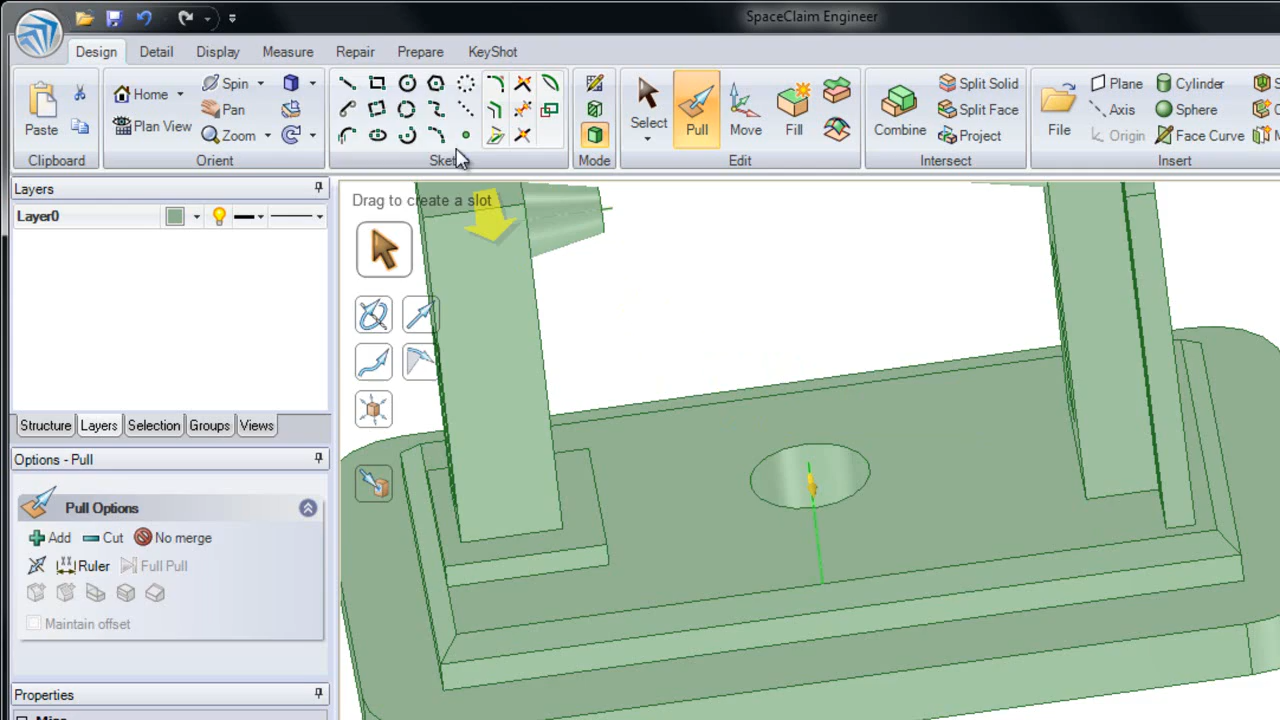 SpaceClaim Engineer
Design Detail Display Measure Repair Prepare KeyShot
Home Spin Plane Cylinder
Split Solid
Pan Split Face Axis Sphere
Paste Plan View Zoom Select Pull Move Fill Combine Project File Origin Face Curve
Clipboard Orient Mode Edit Intersect Insert
Layers
Drag to create a slot
Layer0
Structure Layers Selection Groups Views
Options - Pull
Pull Options
Add Cut No merge
Ruler Full Pull
Maintain offset
Properties